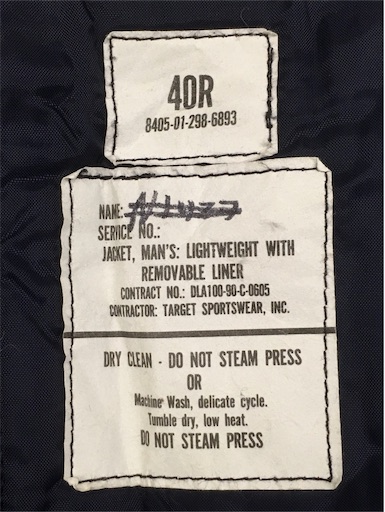 40R
8405-01-298-6893
NAME:
SERVICE NO.:
JACKET, MAN'S: LIGHTWEIGHT WITH
REMOVABLE LINER
CONTRACT NO.: DLA100-90-C-0605
CONTRACTOR: TARGET SPORTSWEAR, INC.
DRY CLEAN - DO NOT STEAM PRESS
OR
Machine Wash, delicate cycle.
Tumble dry, low heat.
DO NOT STEAM PRESS